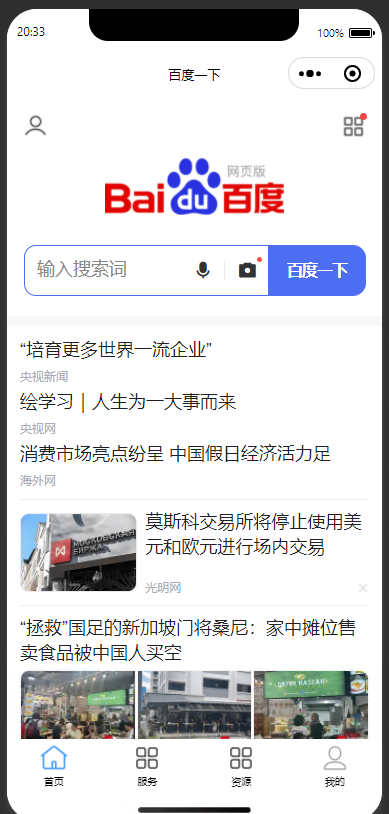 20:33
100%
百度一下
网页版
Bai du 百度
输入搜索词
百度一下
“培育更多世界一流企业”
央视新闻
绘学习｜人生为一大事而来
央视网
消费市场亮点纷呈 中国假日经济活力足
海外网
МОСКОВСКАЯ
БИРЖА
莫斯科交易所将停止使用美
元和欧元进行场内交易
光明网
“拯救”国足的新加坡门将桑尼：家中摊位售
卖食品被中国人买空
首页
服务
资源
我的